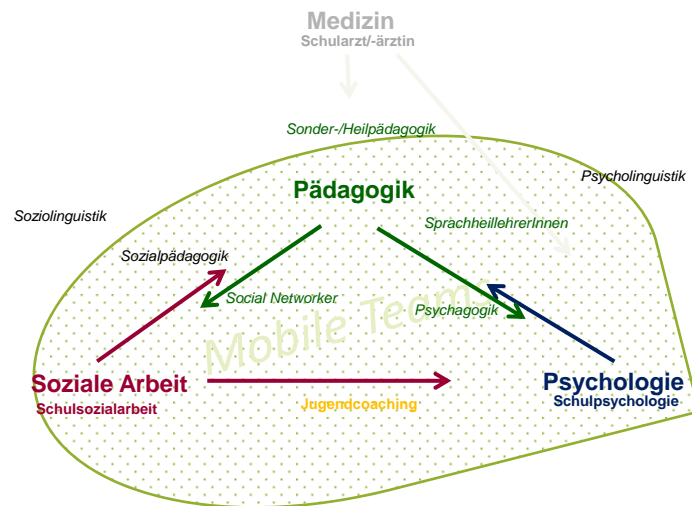 Medizin
Schularzt/-ärztin
Sonder-/Heilpädagogik
Psycholinguistik
Pädagogik
Soziolinguistik
SprachheillehrerInnen
Sozialpädagogik
Social Networker
Psychagogik
Mobile Teams
Soziale Arbeit
Schulsozialarbeit
Jugendcoaching
Psychologie
Schulpsychologie